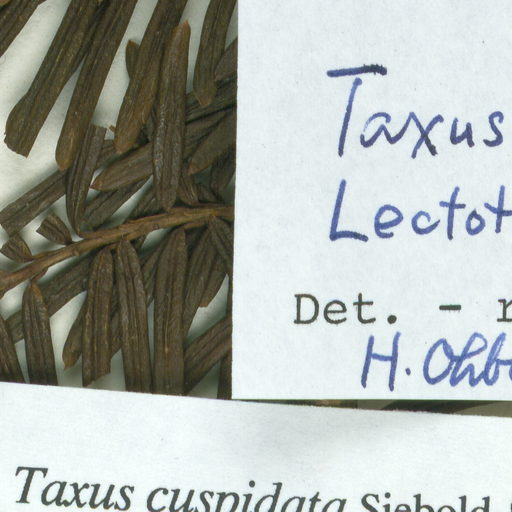 Taxus
Lectot
Det. - r
H. Ohb
Taxus cuspidata Siebold